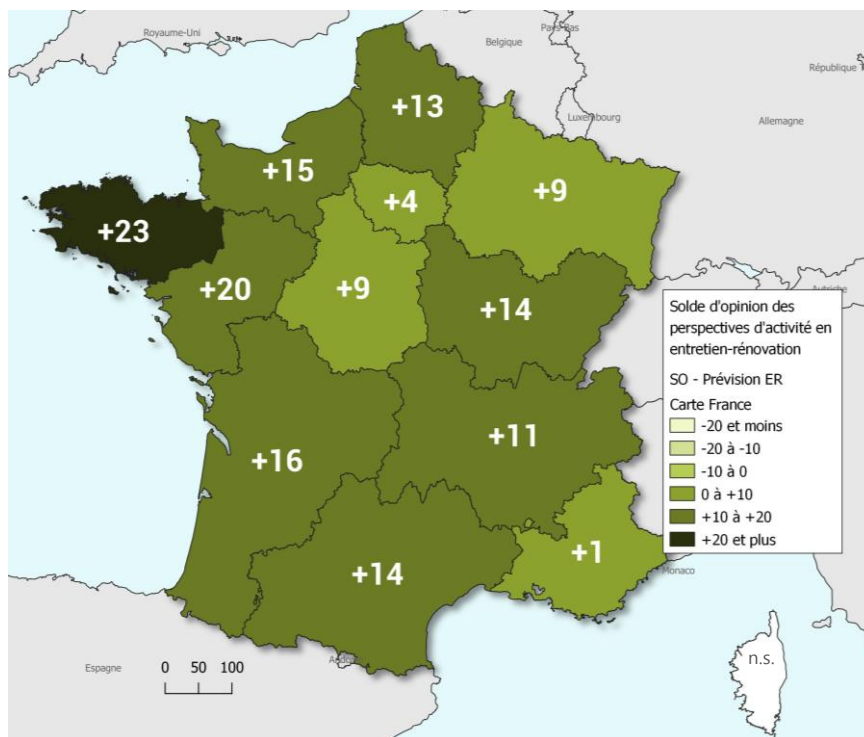 Royaume-Uni
Pays-Bas
Belgique
République
Allemagne
Luxembourg
+13
+15
+4
+9
+23
+20
+9
+14
Autriche
Solde d'opinion des
perspectives d'activité en
entretien-rénovation
SO - Prévision ER
Carte France
-20 et moins
-20 à -10
-10 à 0
0 à +10
+10 à +20
+20 et plus
+16
+11
+1
+14
Monaco
n.s.
Espagne
0 50 100